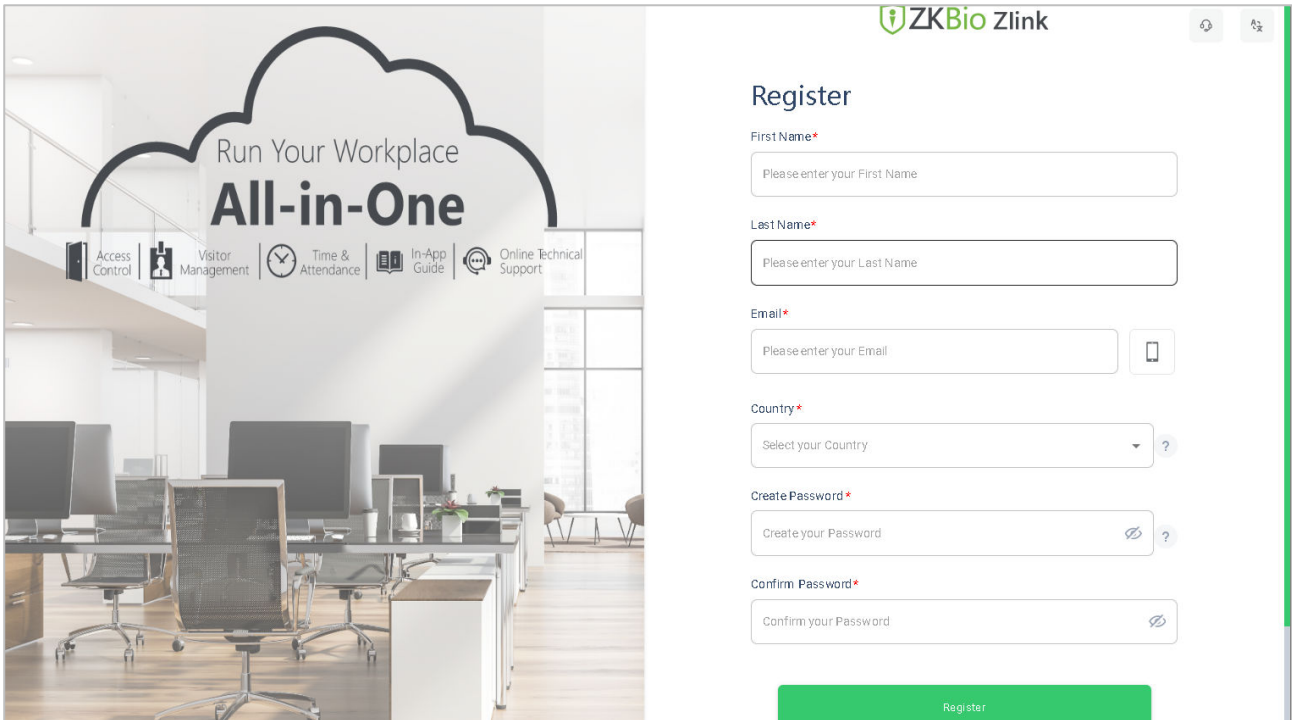 ZKBio Zlink
Run Your Workplace
All-in-One
Access
Control
Visitor
Management
Time &
Attendance
In-App
Guide
Online Technical
Support
Register
First Name*
Please enter your First Name
Last Name*
Please enter your Last Name
Email*
Please enter your Email
Country*
Select your Country
?
Create Password*
Create your Password
?
Confirm Password*
Confirm your Password
Register